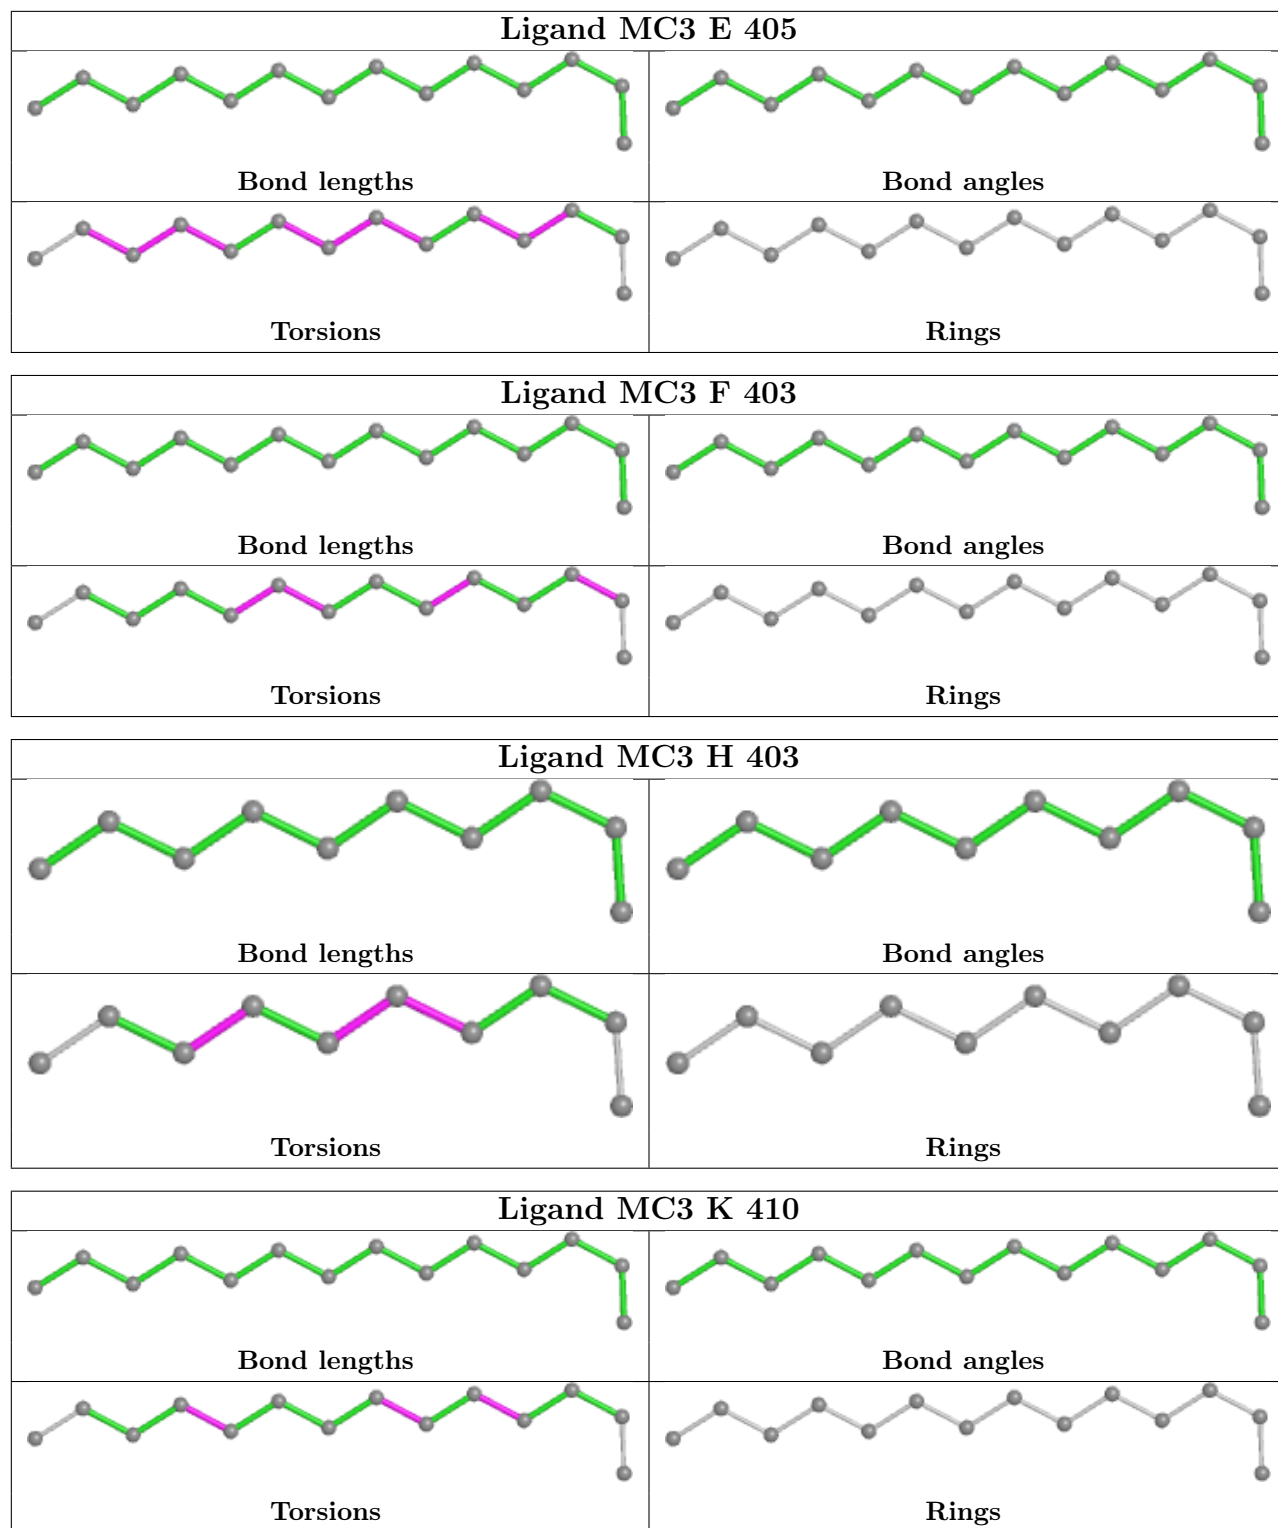 Ligand MC3 E 405
Bond lengths
Bond angles
Torsions
Rings
Ligand MC3 F 403
Bond lengths
Bond angles
Torsions
Rings
Ligand MC3 H 403
Bond lengths
Bond angles
Torsions
Rings
Ligand MC3 K 410
Bond lengths
Bond angles
Torsions
Rings